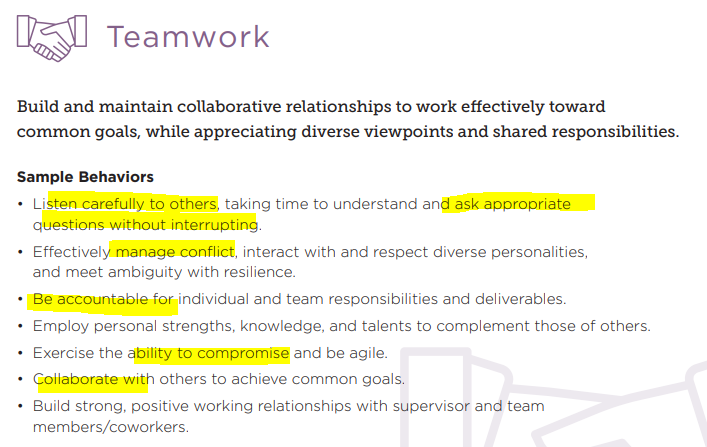 Teamwork
Build and maintain collaborative relationships to work effectively toward
common goals, while appreciating diverse viewpoints and shared responsibilities.
Sample Behaviors
• Listen carefully to others, taking time to understand and ask appropriate
questions without interrupting.
• Effectively manage conflict, interact with and respect diverse personalities,
and meet ambiguity with resilience.
• Be accountable for individual and team responsibilities and deliverables.
• Employ personal strengths, knowledge, and talents to complement those of others.
• Exercise the ability to compromise and be agile.
• Collaborate with others to achieve common goals.
• Build strong, positive working relationships with supervisor and team
members/coworkers.